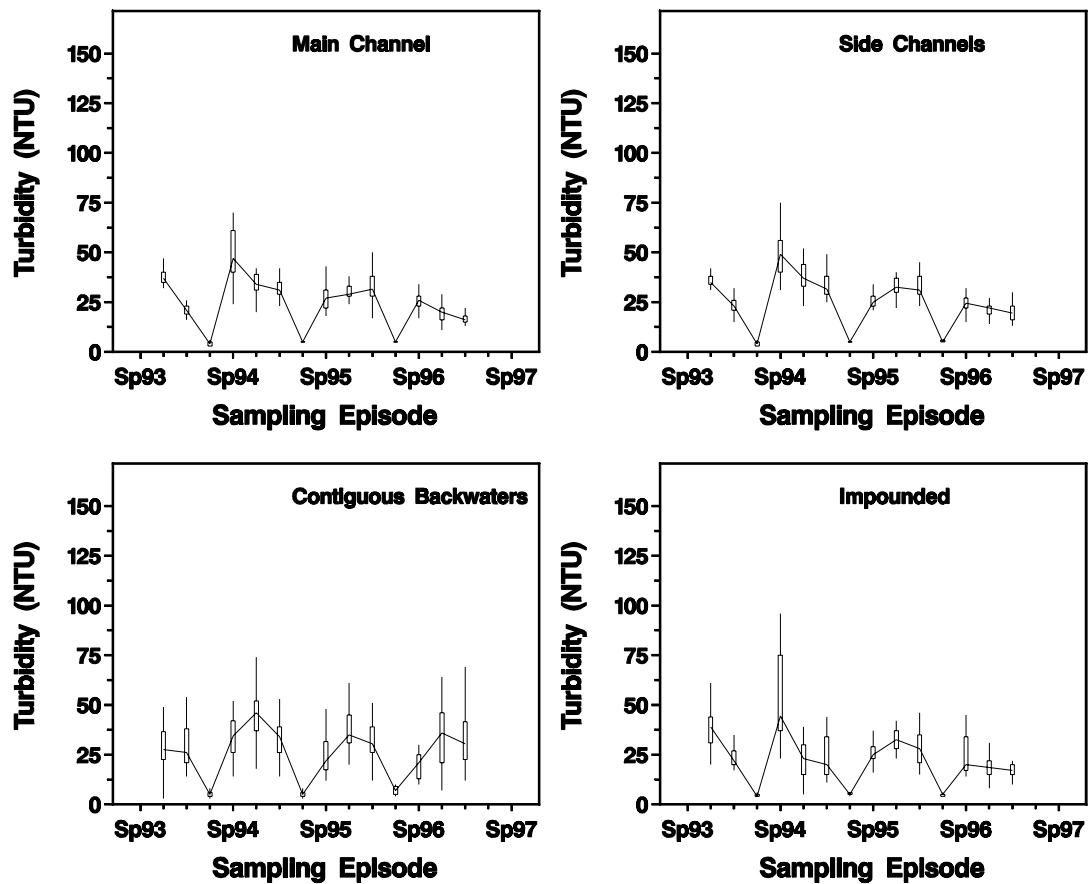 Main Channel
150
125
100
75
50
25
0
Turbidity (NTU)
Sp93 Sp94 Sp95 Sp96 Sp97
Sampling Episode
Side Channels
150
125
100
75
50
25
0
Turbidity (NTU)
Sp93 Sp94 Sp95 Sp96 Sp97
Sampling Episode
Contiguous Backwaters
150
125
100
75
50
25
0
Turbidity (NTU)
Sp93 Sp94 Sp95 Sp96 Sp97
Sampling Episode
Impounded
150
125
100
75
50
25
0
Turbidity (NTU)
Sp93 Sp94 Sp95 Sp96 Sp97
Sampling Episode